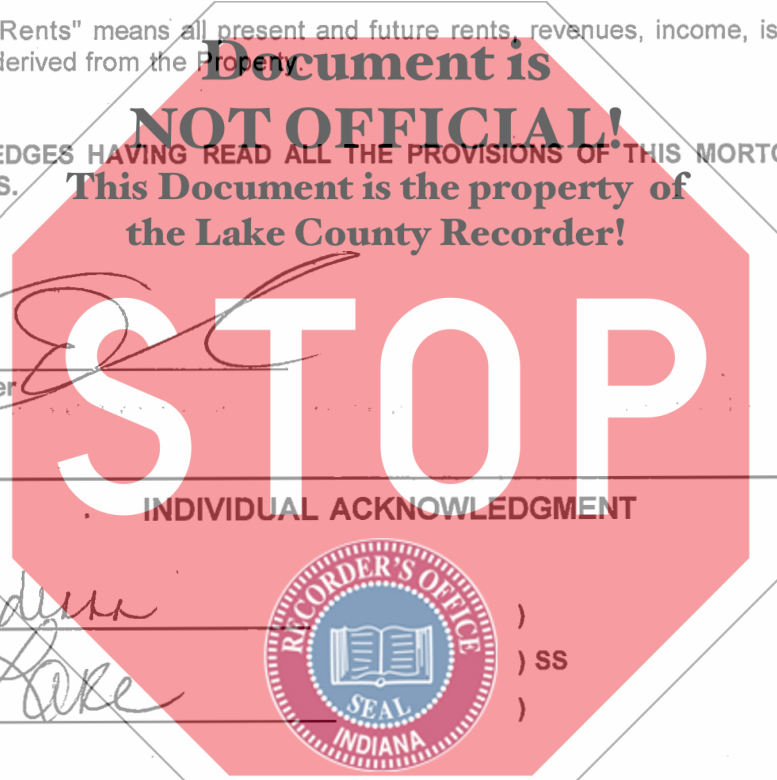 Rents" means all present and future rents, revenues, income, is
derived from the Property.
Document is
NOT OFFICIAL!
EDGES HAVING READ ALL THE PROVISIONS OF THIS MORTG
S.
This Document is the property of
the Lake County Recorder!
STOP
er
INDIVIDUAL ACKNOWLEDGMENT
RECORDER'S OFFICE
SEAL
INDIANA
)
) SS
Lake
)